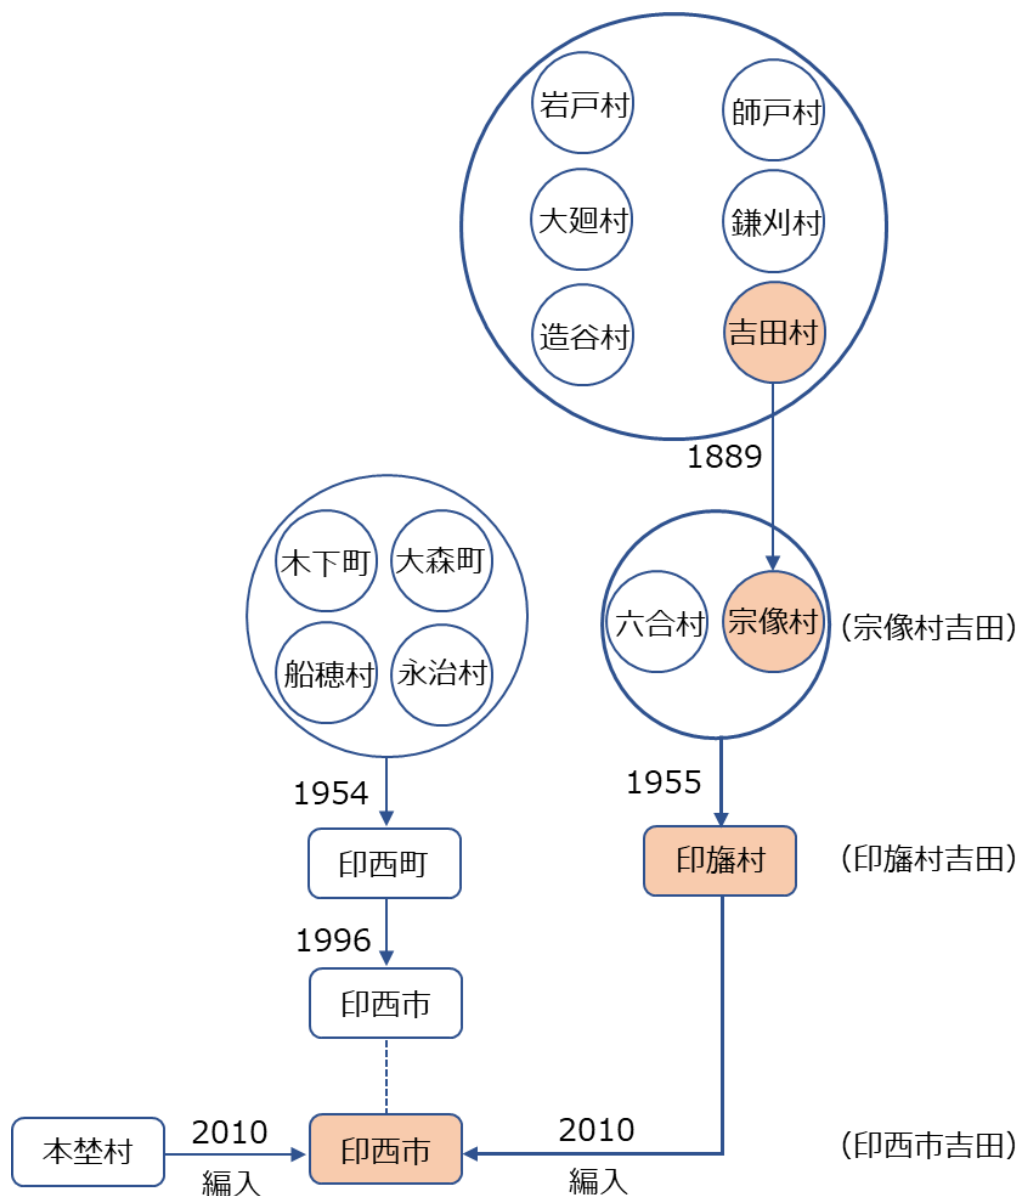 岩戸村
師戸村
大廻村
鎌刈村
造谷村
吉田村
1889
木下町
大森町
船穂村
永治村
六合村
宗像村
（宗像村吉田）
1954
1955
印西町
印旛村
（印旛村吉田）
1996
印西市
本埜村
2010
編入
印西市
2010
編入
（印西市吉田）